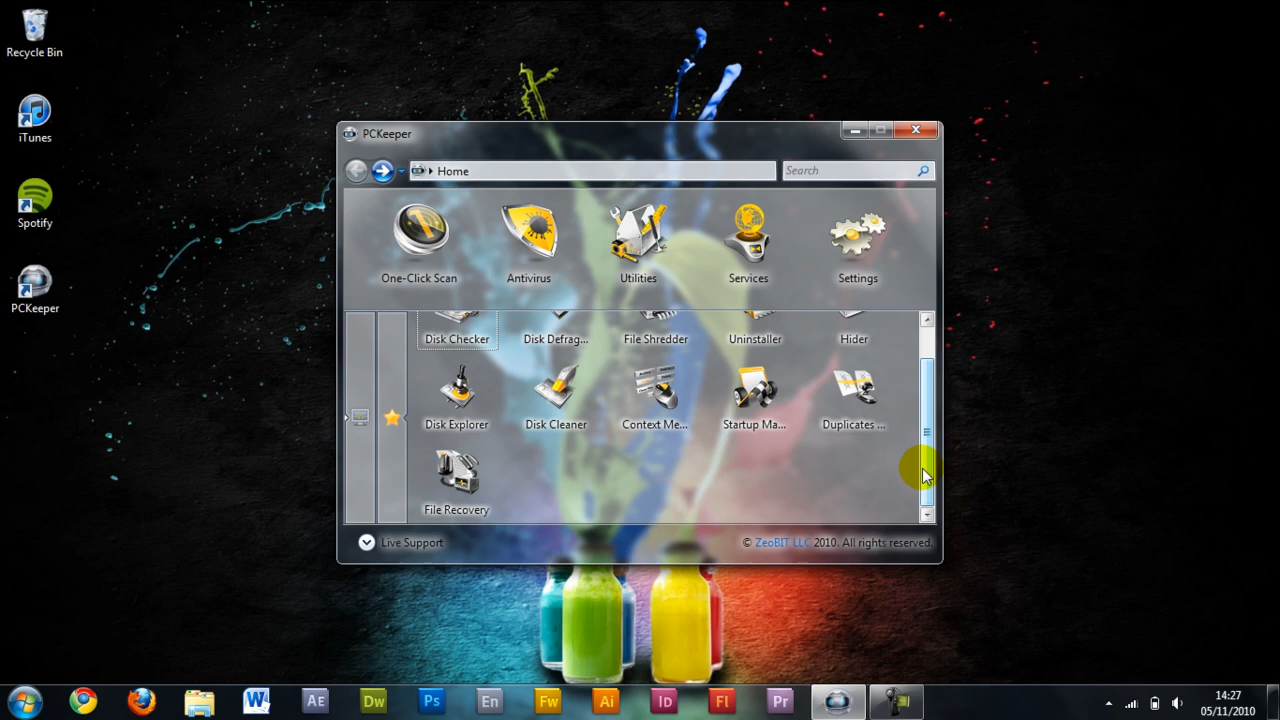 Recycle Bin
iTunes
Spotify
PCKeeper
PCKeeper
Home
Search
One-Click Scan
Antivirus
Utilities
Services
Settings
Disk Checker
Disk Defrag...
File Shredder
Uninstaller
Hider
Disk Explorer
Disk Cleaner
Context Me...
Startup Ma...
Duplicates ...
File Recovery
Live Support
© ZeoBIT LLC 2010. All rights reserved.
W
AE
Dw
Ps
En
Fw
Ai
Id
Fl
Pr
14:27
05/11/2010